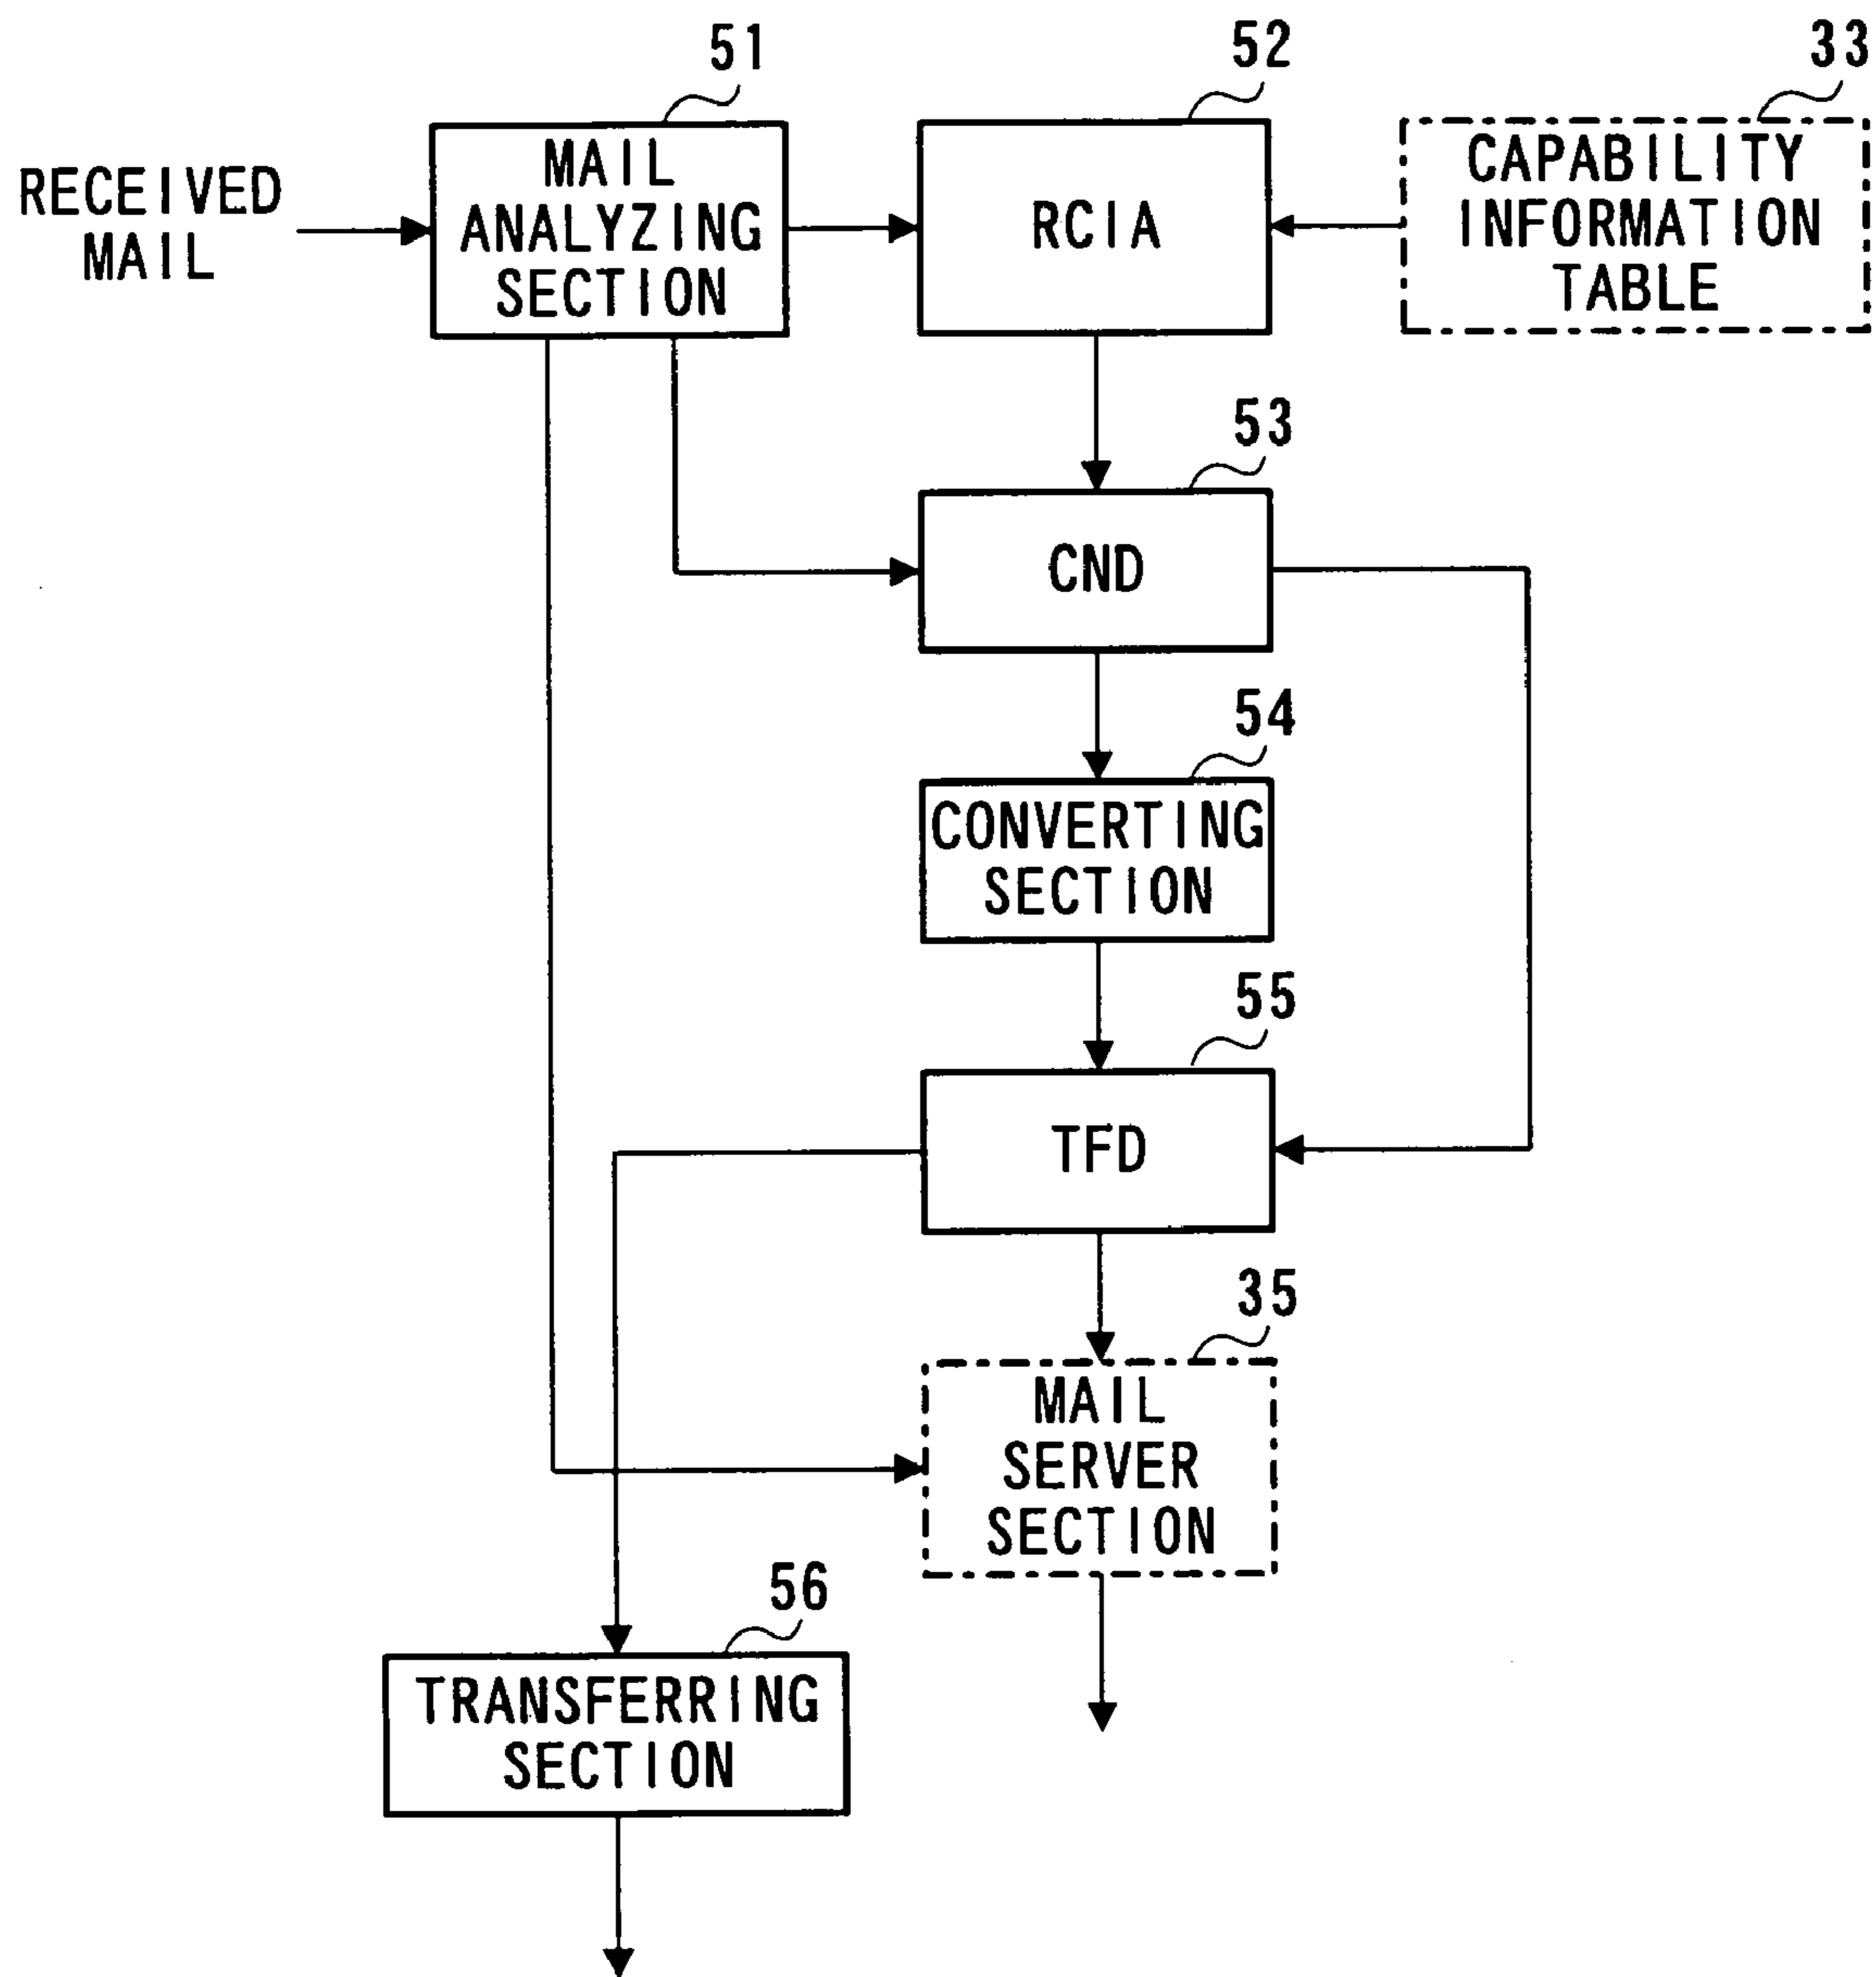 51
52
33
RECEIVED
MAIL
MAIL
ANALYZING
SECTION
RCIA
CAPABILITY
INFORMATION
TABLE
53
CND
54
CONVERTING
SECTION
55
TFD
35
MAIL
SERVER
SECTION
56
TRANSFERRING
SECTION